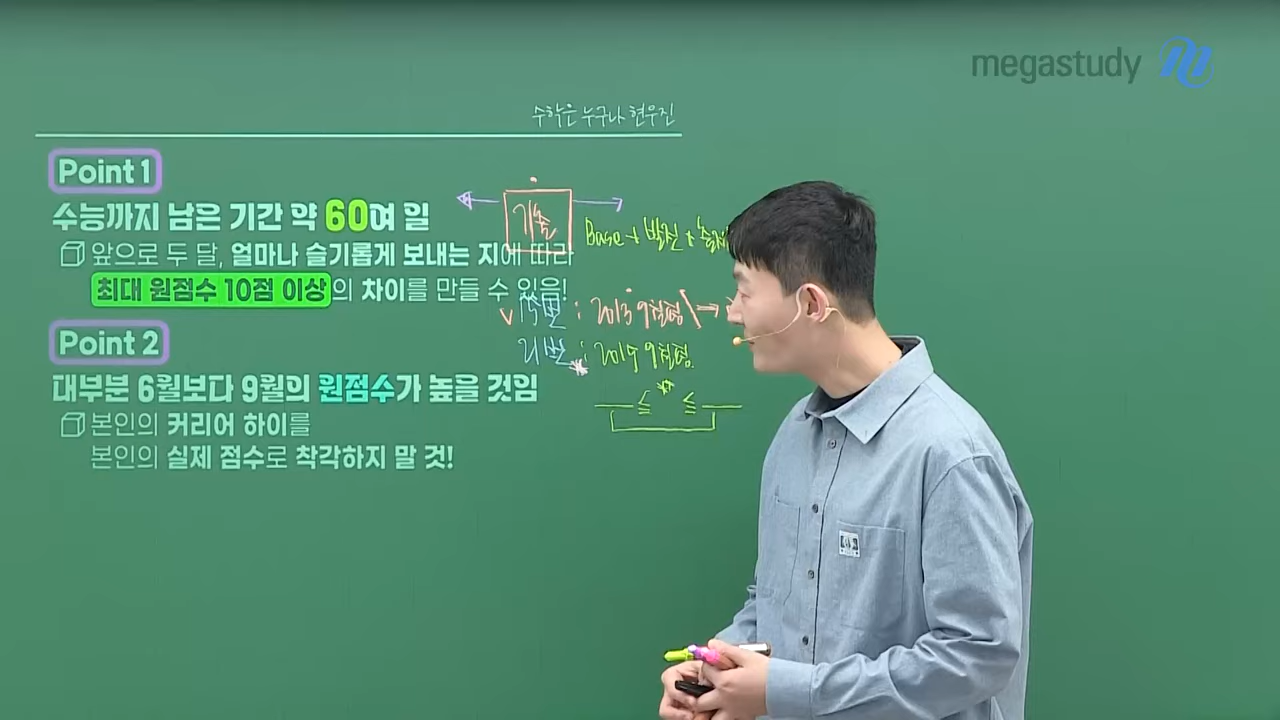 megastudy
수학은 누구나 현우진
Point 1
수능까지 남은 기간 약 60여 일
앞으로 두 달, 얼마나 슬기롭게 보내는 지에 따라
최대 원점수 10점 이상의 차이를 만들 수 있음!
Point 2
대부분 6월보다 9월의 원점수가 높을 것임
본인의 커리어 하이를
본인의 실제 점수로 착각하지 말 것!
기출
Base + 발전 +
: 2013 9 →
: 2019 9